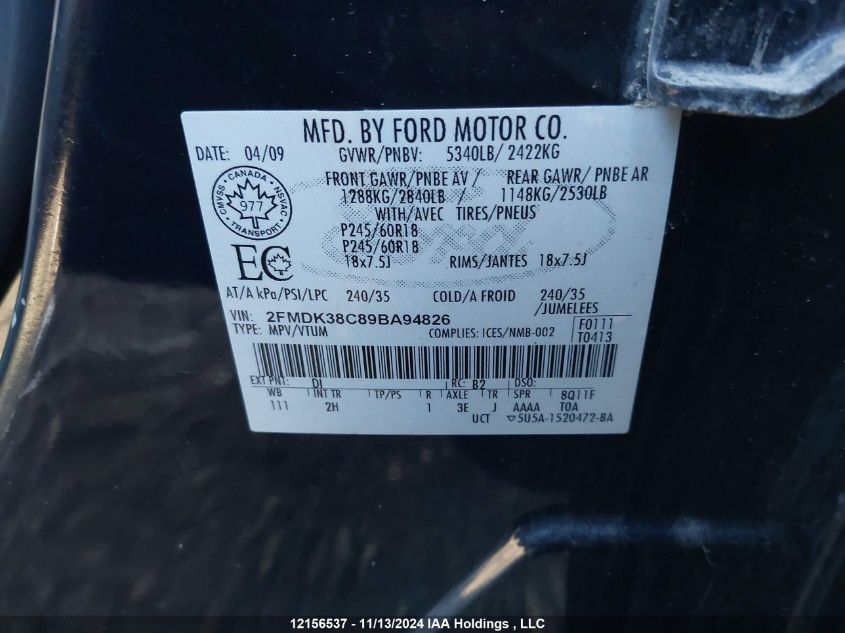 MFD. BY FORD MOTOR CO.
DATE: 04/09 GVWR/PNBV: 5340LB/ 2422KG
FRONT GAWR/PNBE AV / REAR GAWR/ PNBE AR
1288KG/2840LB / 1148KG/2530LB
WITH/AVEC TIRES/PNEUS
P245/60R18
P245/60R18
18x7.5J RIMS/JANTES 18x7.5J
CANADA
CMVSS NSVAC
977
TRANSPORT
EC
AT/A kPa/PSI/LPC 240/35 COLD/A FROID 240/35
/JUMELEES
VIN: 2FMDK38C89BA94826
TYPE: MPV/VTUM COMPLIES: ICES/NMB-002
F0111
T0413
EXT PNT: DI RC: B2 DSO:
WB INT TR TP/PS R AXLE TR SPR 8Q11F
111 2H 1 3E J AAAA T0A
UCT ▽5U5A-1520472-BA
12156537 - 11/13/2024 IAA Holdings , LLC